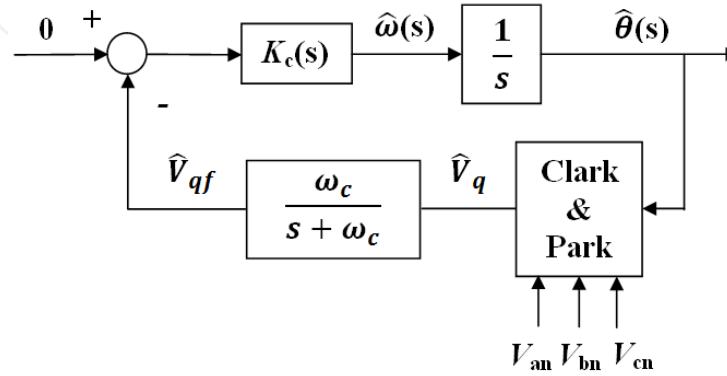 0 +
K_c(s)
ω̂(s)
1/s
θ̂(s)
-
V̂_qf
ω_c/(s + ω_c)
V̂_q
Clark
&
Park
V_an V_bn V_cn